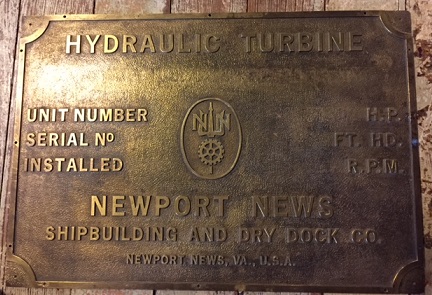 HYDRAULIC TURBINE
UNIT NUMBER H.P.
SERIAL Nº FT. HD.
INSTALLED R.P.M.
NEWPORT NEWS
SHIPBUILDING AND DRY DOCK CO.
NEWPORT NEWS, VA., U.S.A.